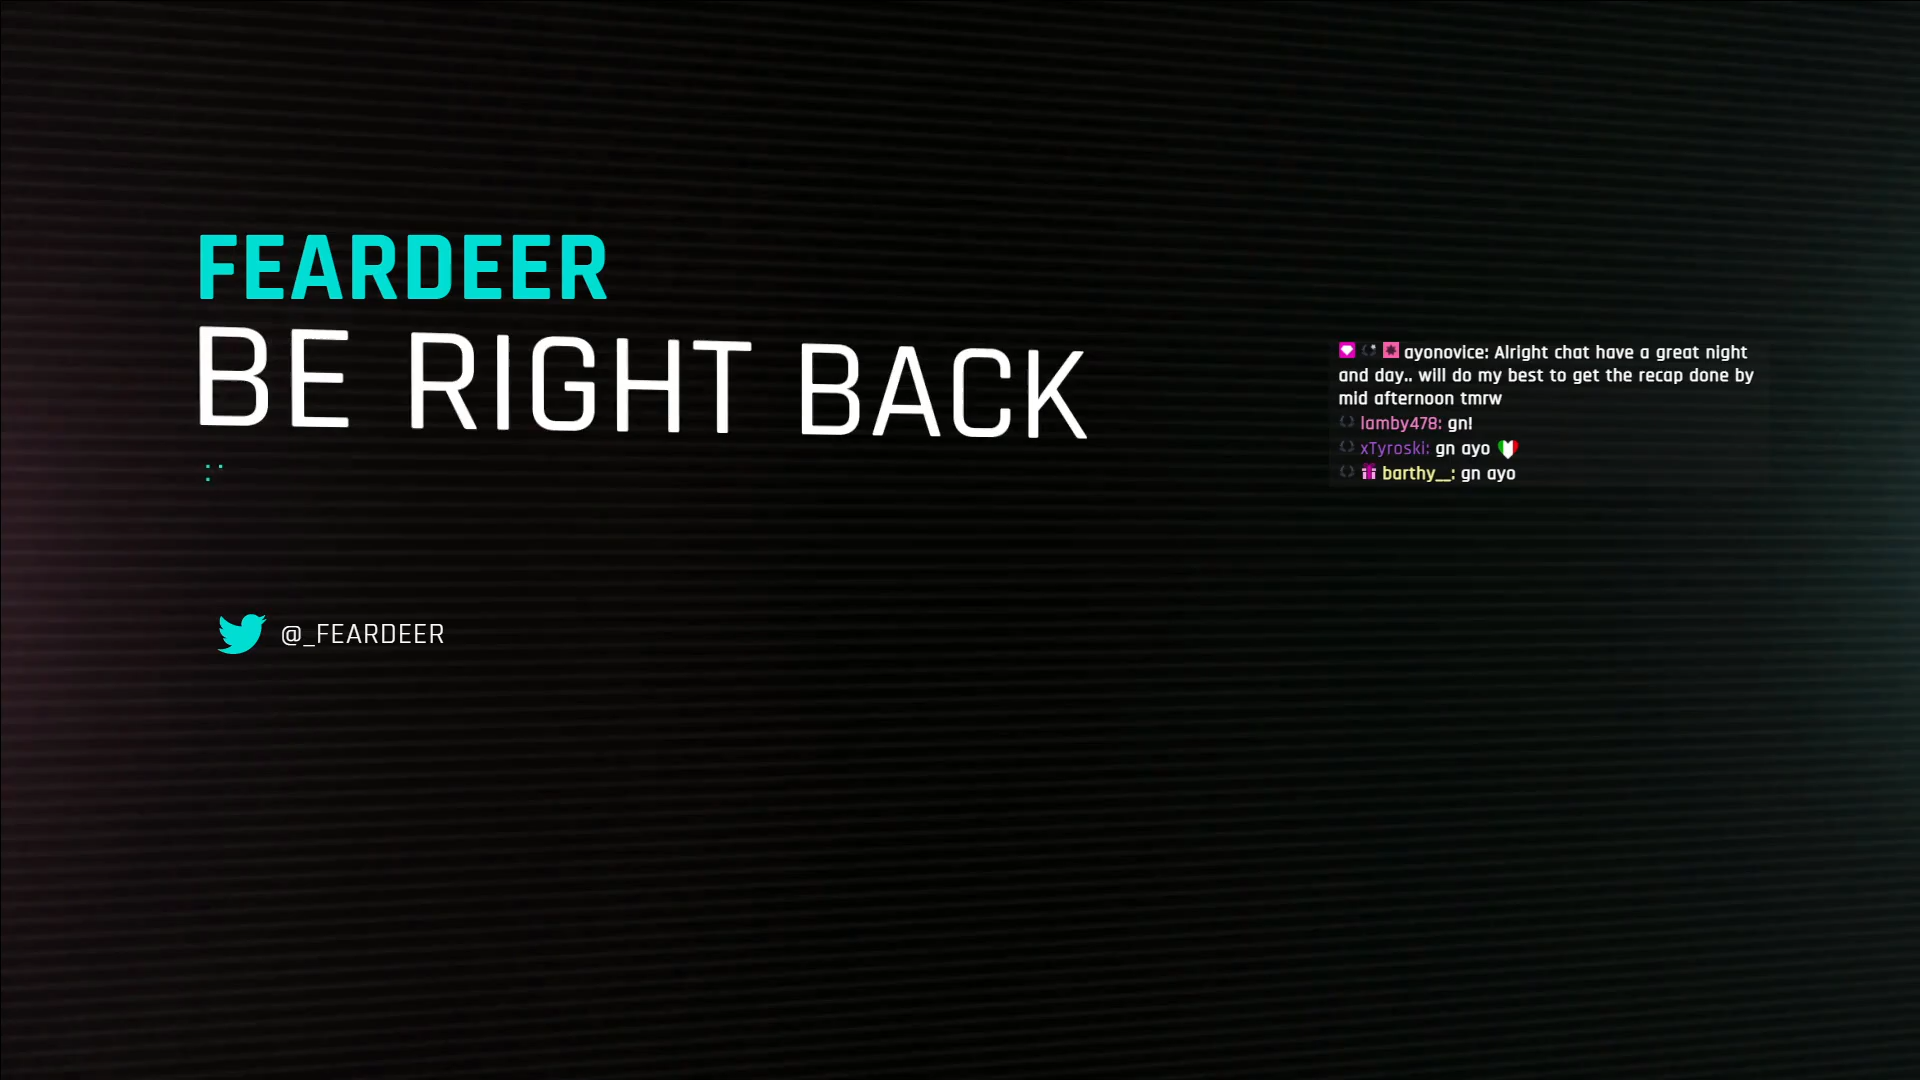 FEARDEER
BE RIGHT BACK
@_FEARDEER
ayonovice: Alright chat have a great night
and day.. will do my best to get the recap done by
mid afternoon tmrw
lamby478: gn!
xTyroski: gn ayo
barthy__: gn ayo